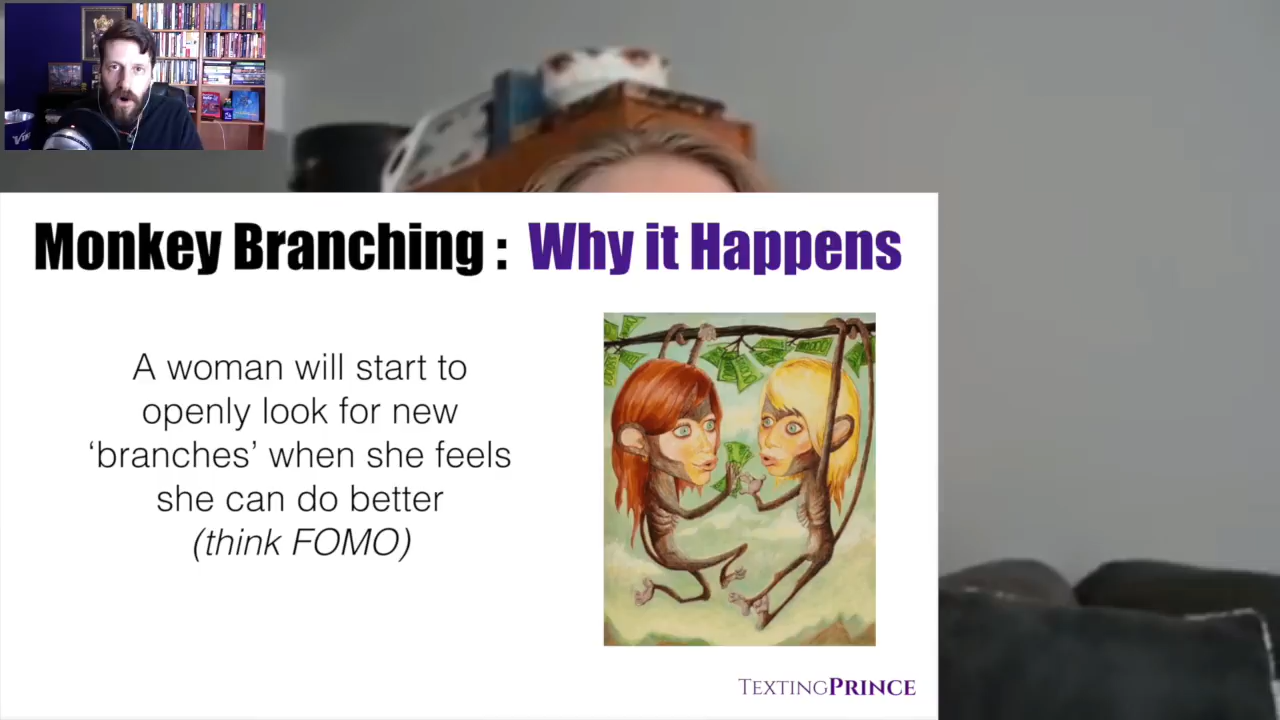 Monkey Branching : Why it Happens
A woman will start to
openly look for new
‘branches’ when she feels
she can do better
(think FOMO)
TEXTINGPRINCE